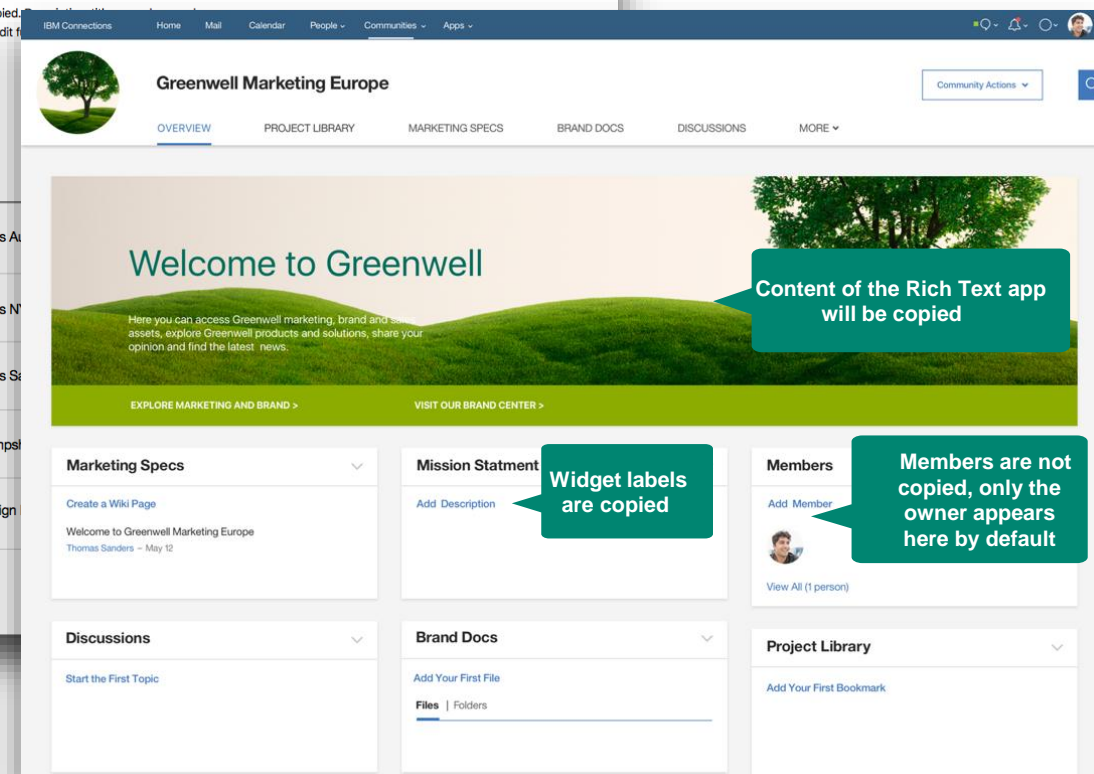 IBM Connections Home Mail Calendar People Communities Apps
Greenwell Marketing Europe
Community Actions
OVERVIEW PROJECT LIBRARY MARKETING SPECS BRAND DOCS DISCUSSIONS MORE
Welcome to Greenwell
Here you can access Greenwell marketing, brand and sales
assets, explore Greenwell products and solutions, share your
opinion and find the latest news.
EXPLORE MARKETING AND BRAND > VISIT OUR BRAND CENTER >
Content of the Rich Text app
will be copied
Marketing Specs
Create a Wiki Page
Welcome to Greenwell Marketing Europe
Thomas Sanders – May 12
Mission Statment
Add Description
Widget labels
are copied
Members
Add Member
View All (1 person)
Members are not
copied, only the
owner appears
here by default
Discussions
Start the First Topic
Brand Docs
Add Your First File
Files | Folders
Project Library
Add Your First Bookmark